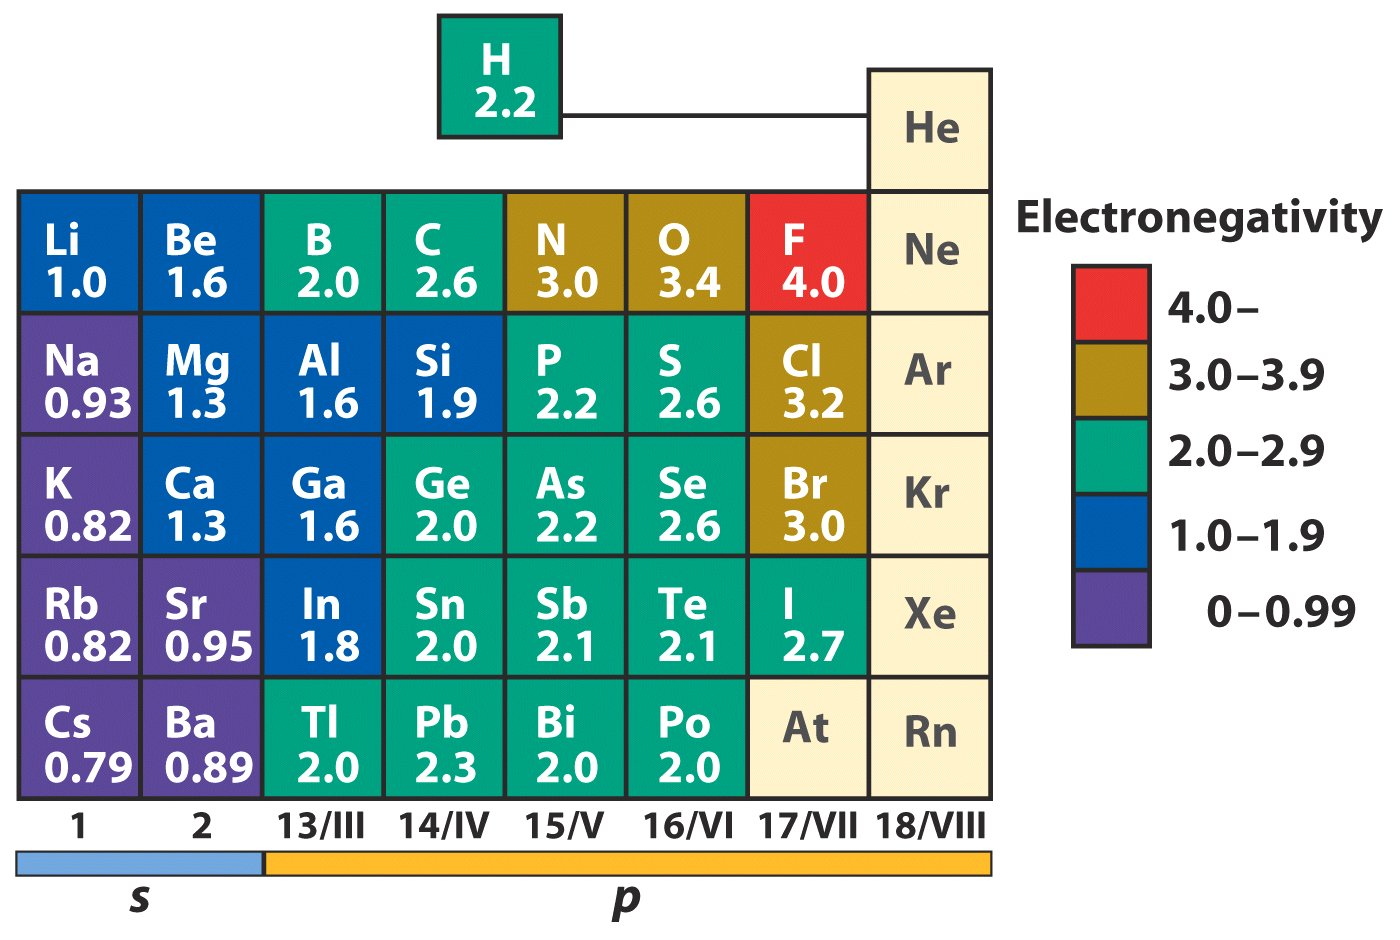 H
2.2
He
Li Be B C N O F Ne
1.0 1.6 2.0 2.6 3.0 3.4 4.0
Na Mg Al Si P S Cl Ar
0.93 1.3 1.6 1.9 2.2 2.6 3.2
K Ca Ga Ge As Se Br Kr
0.82 1.3 1.6 2.0 2.2 2.6 3.0
Rb Sr In Sn Sb Te I Xe
0.82 0.95 1.8 2.0 2.1 2.1 2.7
Cs Ba Tl Pb Bi Po At Rn
0.79 0.89 2.0 2.3 2.0 2.0
1 2 13/III 14/IV 15/V 16/VI 17/VII 18/VIII
s p
Electronegativity
4.0–
3.0–3.9
2.0–2.9
1.0–1.9
0–0.99